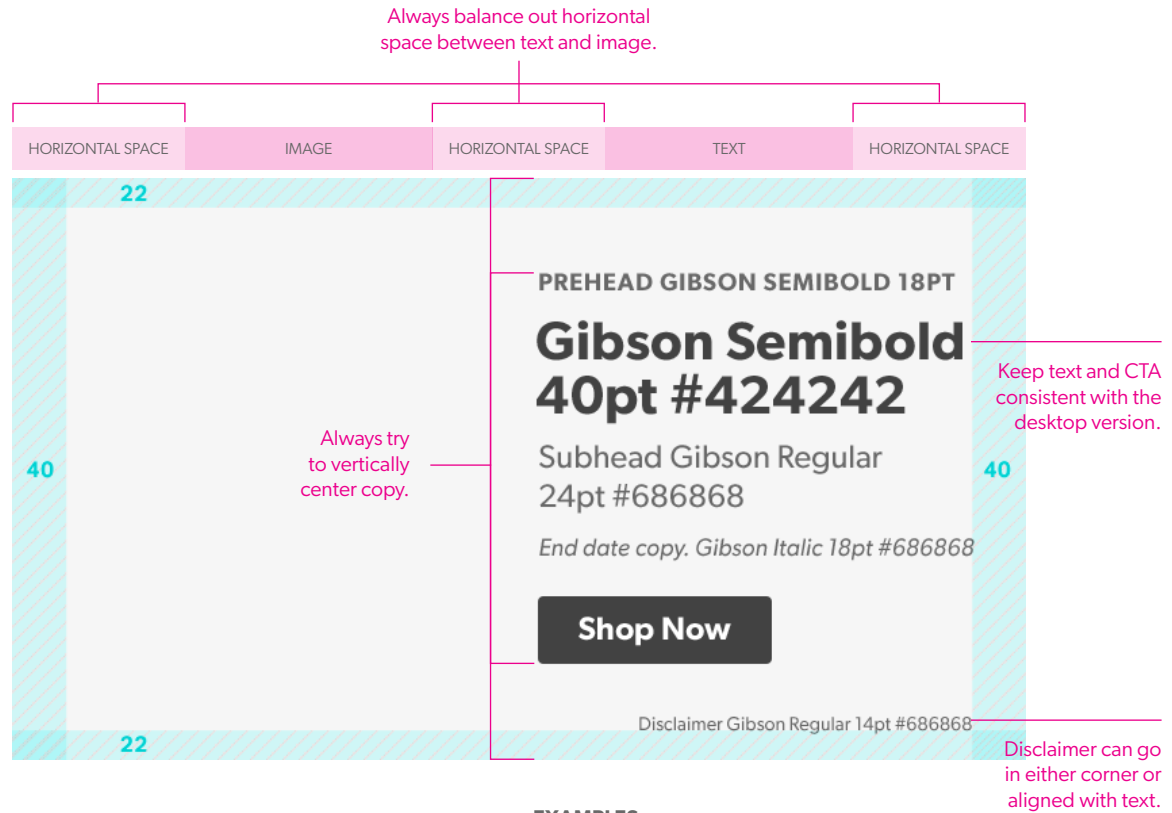 Always balance out horizontal
space between text and image.
HORIZONTAL SPACE
IMAGE
HORIZONTAL SPACE
TEXT
HORIZONTAL SPACE
22
PREHEAD GIBSON SEMIBOLD 18PT
Gibson Semibold
40pt #424242
Keep text and CTA
consistent with the
desktop version.
Always try
to vertically
center copy.
40
Subhead Gibson Regular
24pt #686868
40
End date copy. Gibson Italic 18pt #686868
Shop Now
Disclaimer Gibson Regular 14pt #686868
22
Disclaimer can go
in either corner or
aligned with text.
EXAMPLES